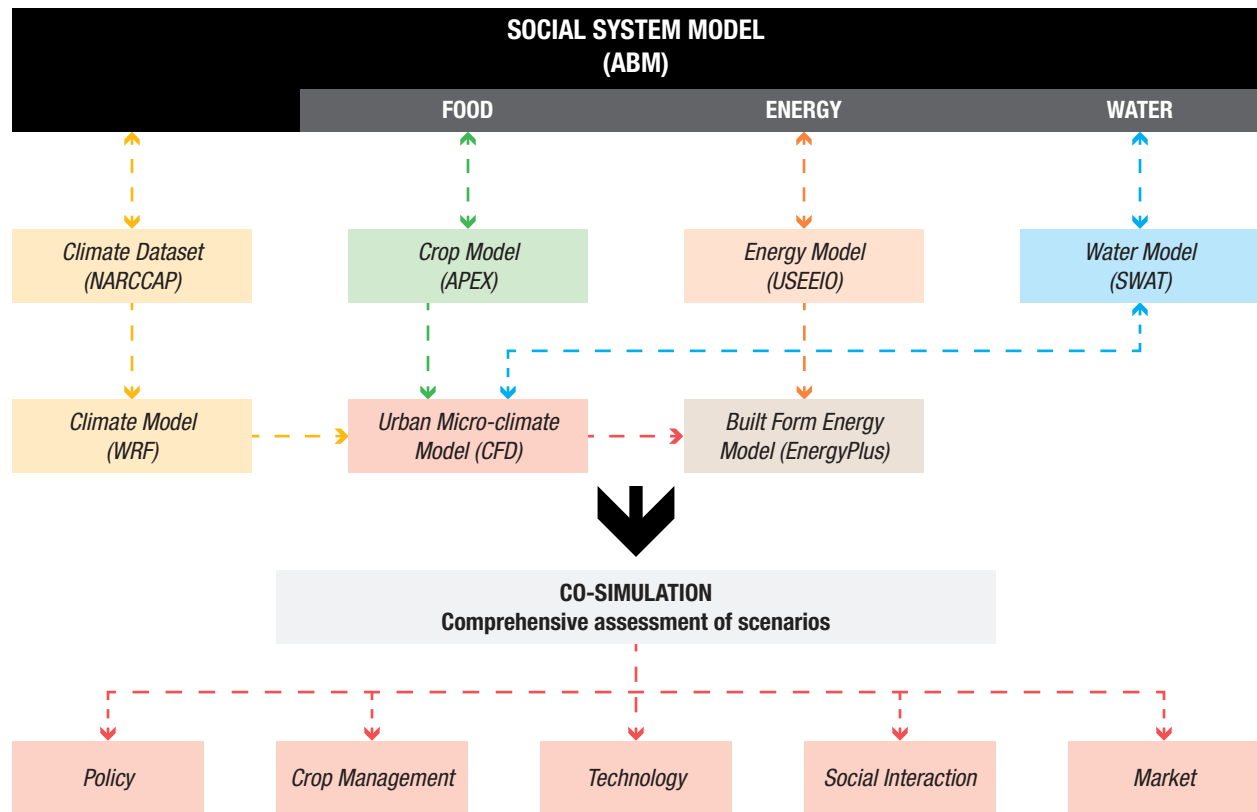 SOCIAL SYSTEM MODEL
(ABM)
FOOD
ENERGY
WATER
Climate Dataset
(NARCCAP)
Crop Model
(APEX)
Energy Model
(USEEIO)
Water Model
(SWAT)
Climate Model
(WRF)
Urban Micro-climate
Model (CFD)
Built Form Energy
Model (EnergyPlus)
CO-SIMULATION
Comprehensive assessment of scenarios
Policy
Crop Management
Technology
Social Interaction
Market